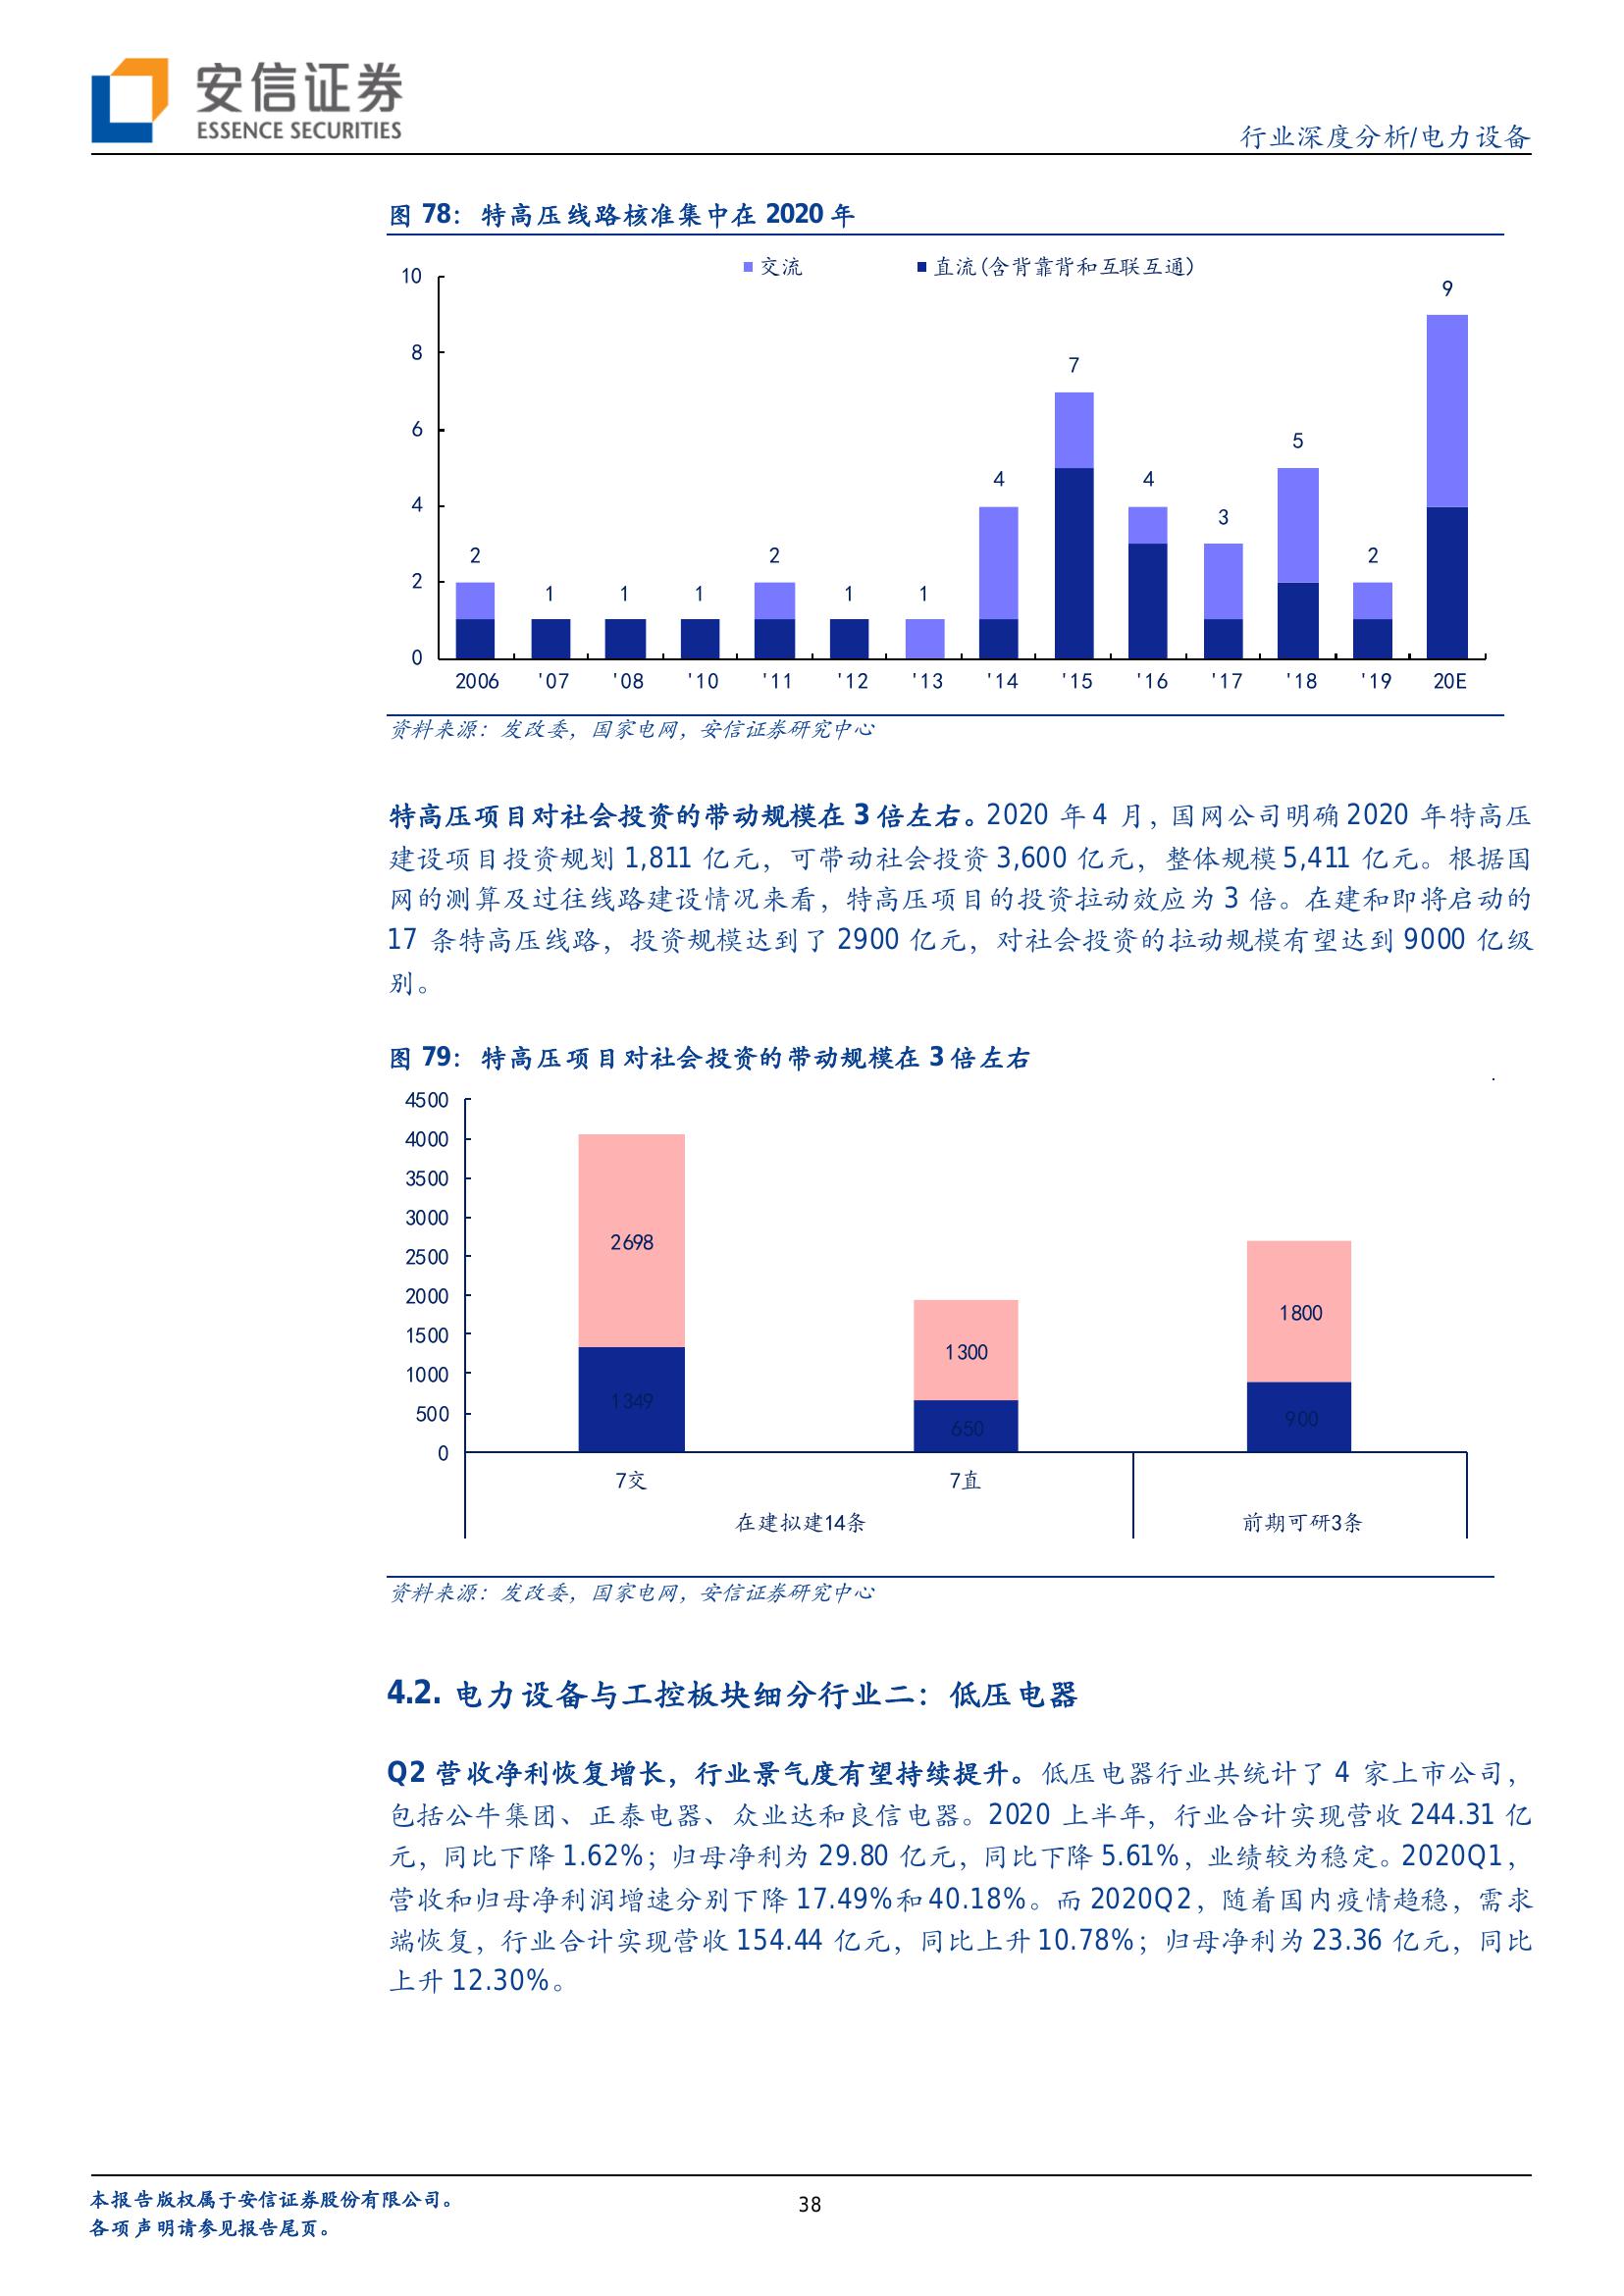 安信证券
ESSENCE SECURITIES
行业深度分析/电力设备
图 78：特高压线路核准集中在 2020 年
交流 直流(含背靠背和互联互通)
10
8
6
4
2
0
2 1 1 1 2 1 1 4 7 4 3 5 2 9
2006 '07 '08 '10 '11 '12 '13 '14 '15 '16 '17 '18 '19 20E
资料来源：发改委，国家电网，安信证券研究中心
特高压项目对社会投资的带动规模在 3 倍左右。2020 年 4 月，国网公司明确 2020 年特高压
建设项目投资规划 1,811 亿元，可带动社会投资 3,600 亿元，整体规模 5,411 亿元。根据国
网的测算及过往线路建设情况来看，特高压项目的投资拉动效应为 3 倍。在建和即将启动的
17 条特高压线路，投资规模达到了 2900 亿元，对社会投资的拉动规模有望达到 9000 亿级
别。
图 79：特高压项目对社会投资的带动规模在 3 倍左右
4500
4000
3500
3000
2500
2000
1500
1000
500
0
2698 1300 1800
1349 650 900
7交 7直
在建拟建14条 前期可研3条
资料来源：发改委，国家电网，安信证券研究中心
4.2. 电力设备与工控板块细分行业二：低压电器
Q2 营收净利恢复增长，行业景气度有望持续提升。低压电器行业共统计了 4 家上市公司，
包括公牛集团、正泰电器、众业达和良信电器。2020 上半年，行业合计实现营收 244.31 亿
元，同比下降 1.62%；归母净利为 29.80 亿元，同比下降 5.61%，业绩较为稳定。2020Q1，
营收和归母净利润增速分别下降 17.49%和 40.18%。而 2020Q2，随着国内疫情趋稳，需求
端恢复，行业合计实现营收 154.44 亿元，同比上升 10.78%；归母净利为 23.36 亿元，同比
上升 12.30%。
本报告版权属于安信证券股份有限公司。
各项声明请参见报告尾页。
38